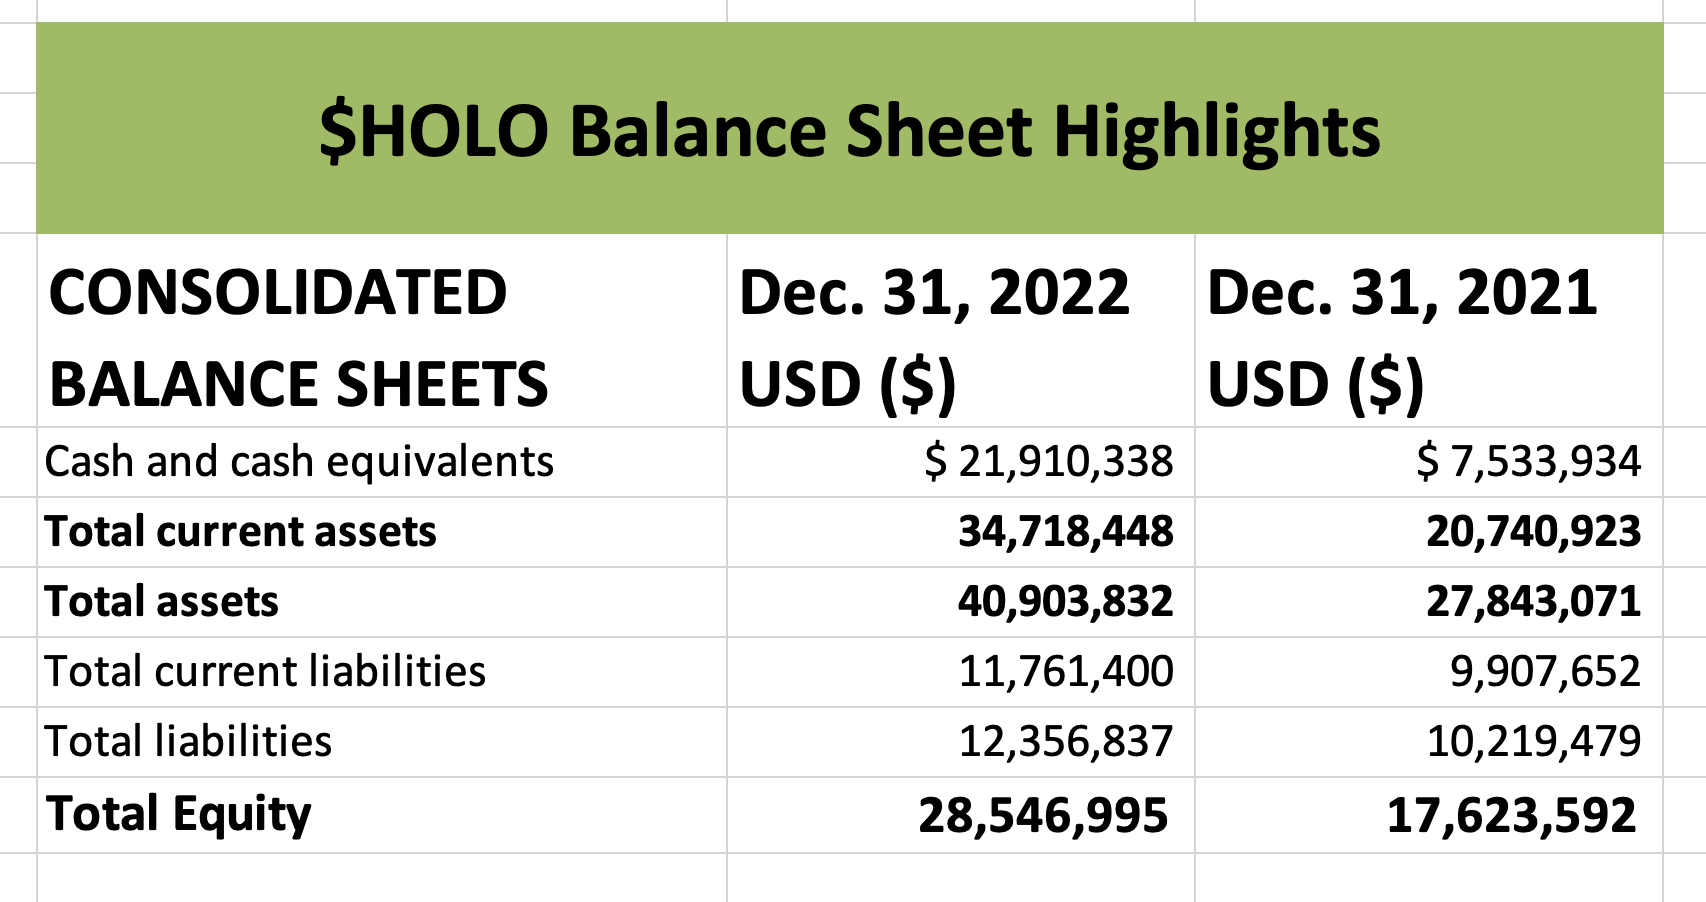 $HOLO Balance Sheet Highlights
CONSOLIDATED BALANCE SHEETS Dec. 31, 2022 USD ($) Dec. 31, 2021 USD ($)
Cash and cash equivalents $ 21,910,338 $ 7,533,934
Total current assets 34,718,448 20,740,923
Total assets 40,903,832 27,843,071
Total current liabilities 11,761,400 9,907,652
Total liabilities 12,356,837 10,219,479
Total Equity 28,546,995 17,623,592